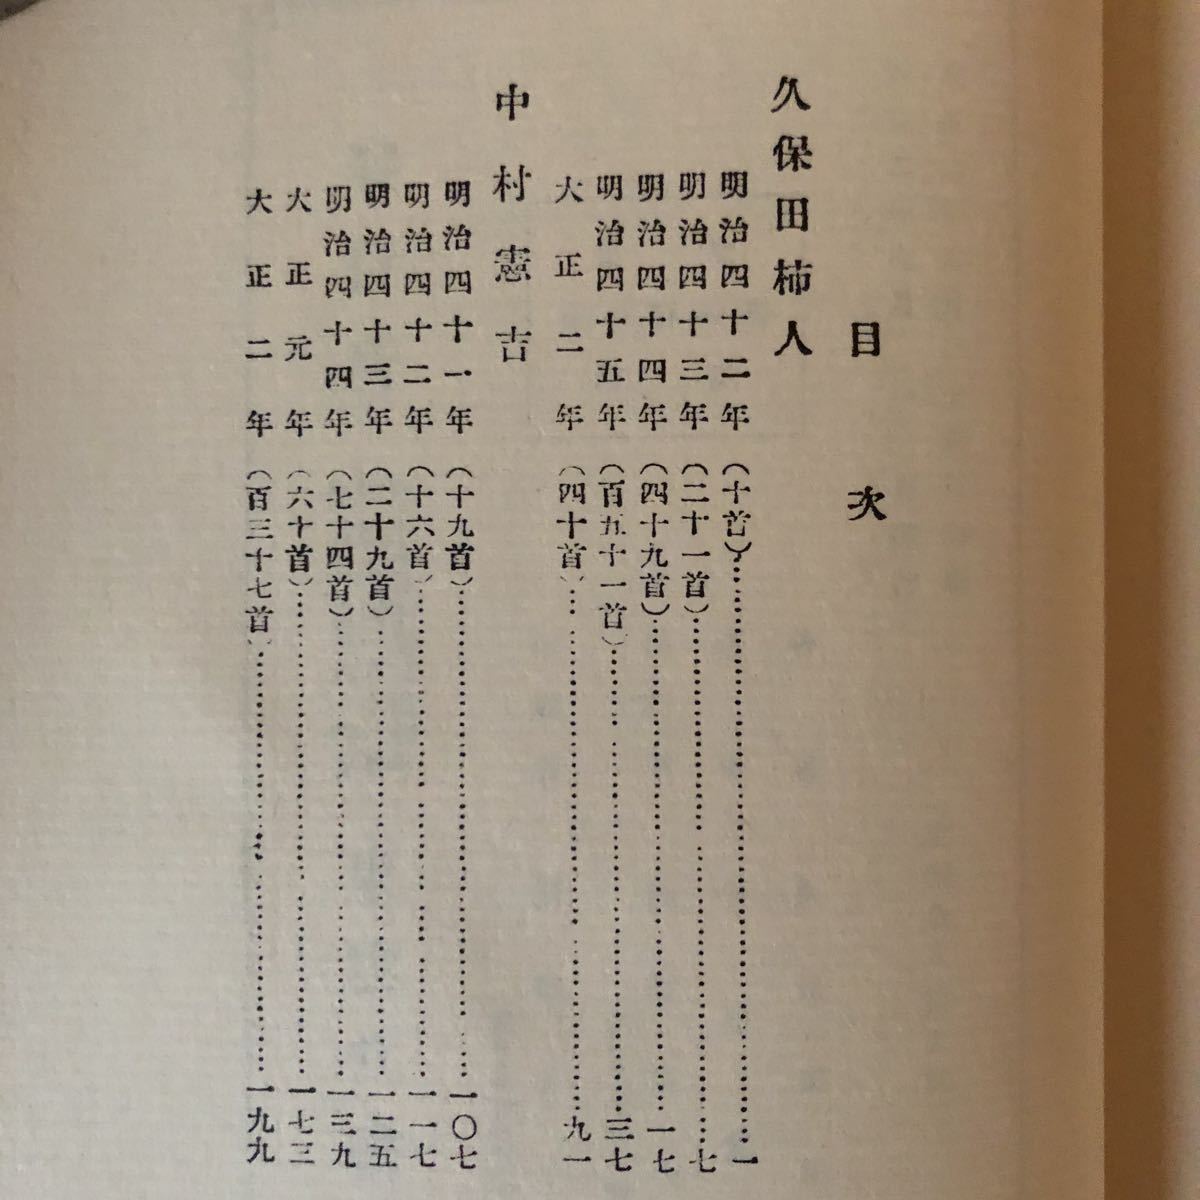 目次
久保田柿人
明治四十二年（十首）……一
明治四十三年（二十一首）……七
明治四十四年（四十九首）……一七
明治四十五年（百五十一首）……三七
大正二年（四十首）……九一
中村憲吉
明治四十一年（十九首）……一〇七
明治四十二年（十六首）……一一七
明治四十三年（二十九首）……一二五
明治四十四年（七十四首）……一三九
大正元年（六十首）……一七三
大正二年（百三十七首）……一九九